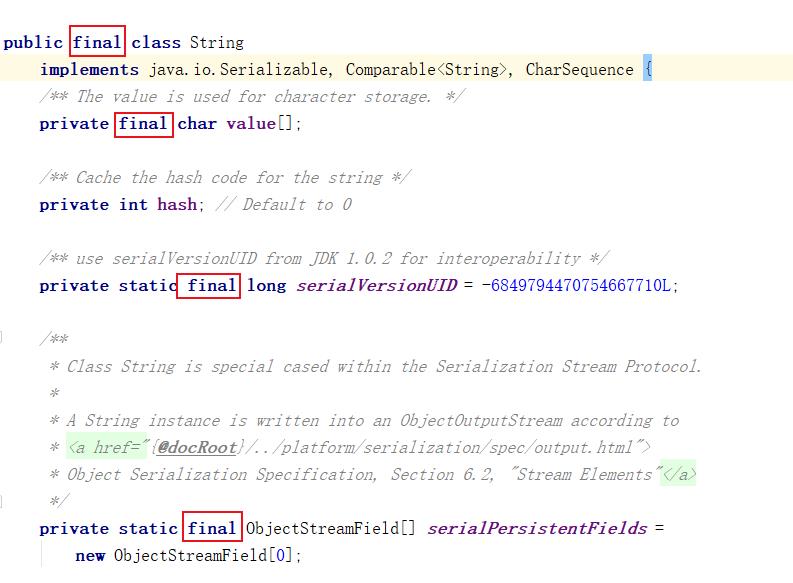 public final class String
implements java.io.Serializable, Comparable<String>, CharSequence {
/** The value is used for character storage. */
private final char value[];
/** Cache the hash code for the string */
private int hash; // Default to 0
/** use serialVersionUID from JDK 1.0.2 for interoperability */
private static final long serialVersionUID = -6849794470754667710L;
/**
* Class String is special cased within the Serialization Stream Protocol.
*
* A String instance is written into an ObjectOutputStream according to
* <a href="{@docRoot}/../platform/serialization/spec/output.html">
* Object Serialization Specification, Section 6.2, "Stream Elements"</a>
*/
private static final ObjectStreamField[] serialPersistentFields =
new ObjectStreamField[0];